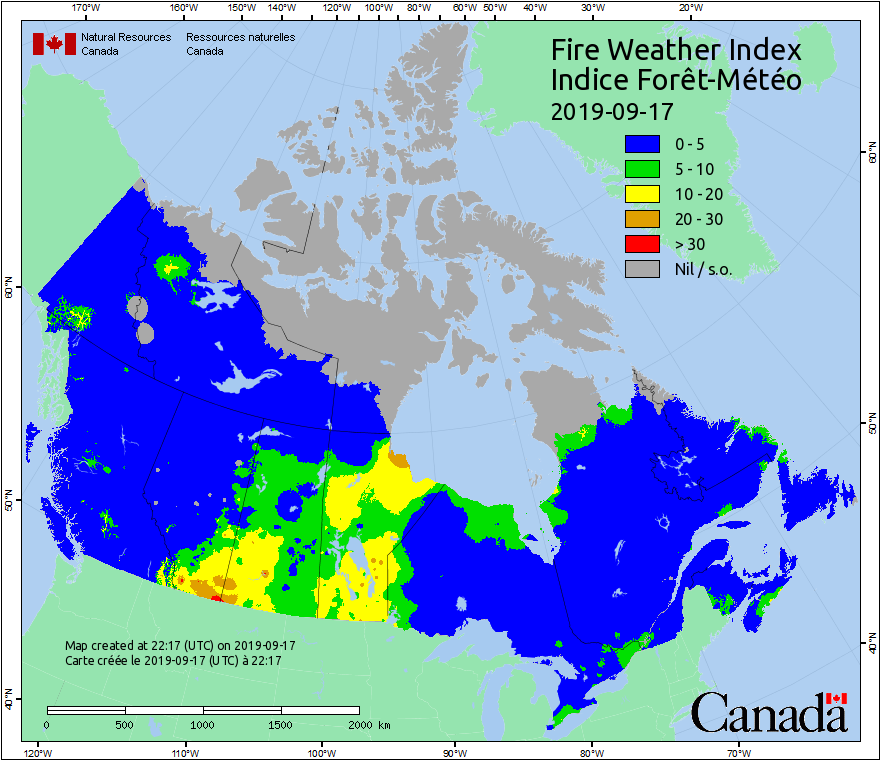 170°W 160°W 150°W 140°W 130°W 120°W 110°W 100°W 90°W 80°W 70°W 60°W 50°W 40°W 30°W 20°W
Natural Resources Canada
Ressources naturelles Canada
Fire Weather Index
Indice Forêt-Météo
2019-09-17
0 - 5
5 - 10
10 - 20
20 - 30
> 30
Nil / s.o.
60°N
50°N
40°N
60°N
50°N
40°N
Map created at 22:17 (UTC) on 2019-09-17
Carte créée le 2019-09-17 (UTC) à 22:17
0 500 1000 1500 2000 km
Canada
120°W 110°W 100°W 90°W 80°W 70°W